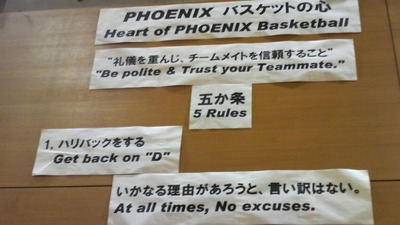 PHOENIX バスケットの心
Heart of PHOENIX Basketball
"礼儀を重んじ、チームメイトを信頼すること"
"Be polite & Trust your Teammate."
五か条
5 Rules
1. ハリバックをする
Get back on "D"
いかなる理由があろうと、言い訳はない。
At all times, No excuses.